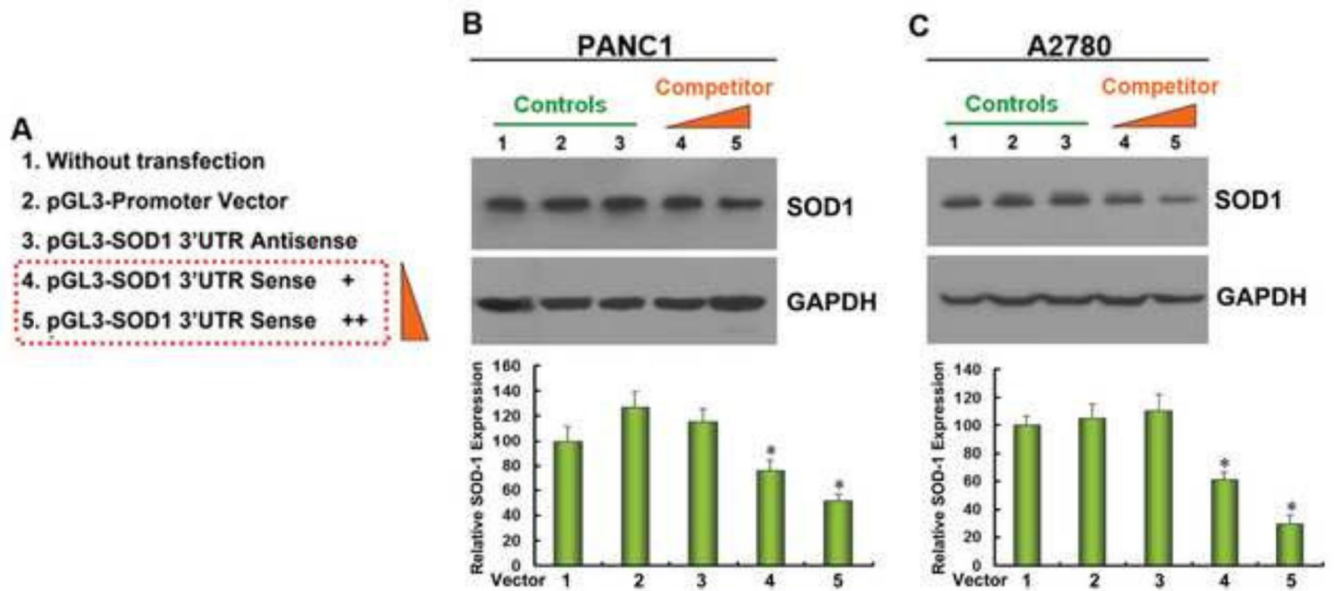 A
1. Without transfection
2. pGL3-Promoter Vector
3. pGL3-SOD1 3'UTR Antisense
4. pGL3-SOD1 3'UTR Sense +
5. pGL3-SOD1 3'UTR Sense ++
B
PANC1
Controls Competitor
1 2 3 4 5
SOD1
GAPDH
Relative SOD-1 Expression
160
140
120
100
80
60
40
20
0
* *
Vector 1 2 3 4 5
C
A2780
Controls Competitor
1 2 3 4 5
SOD1
GAPDH
Relative SOD-1 Expression
140
120
100
80
60
40
20
0
* *
Vector 1 2 3 4 5